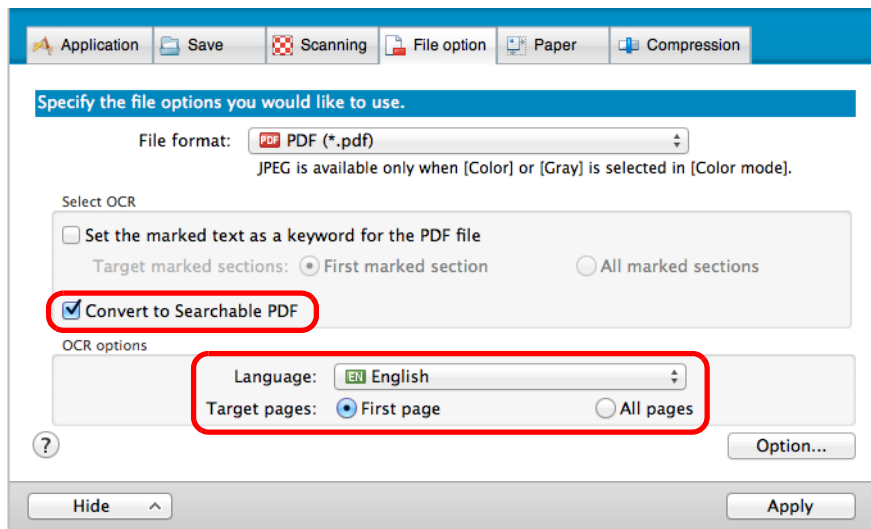 Application Save Scanning File option Paper Compression
Specify the file options you would like to use.
File format: PDF PDF (*.pdf)
JPEG is available only when [Color] or [Gray] is selected in [Color mode].
Select OCR
Set the marked text as a keyword for the PDF file
Target marked sections: First marked section All marked sections
Convert to Searchable PDF
OCR options
Language: EN English
Target pages: First page All pages
? Option...
Hide Apply